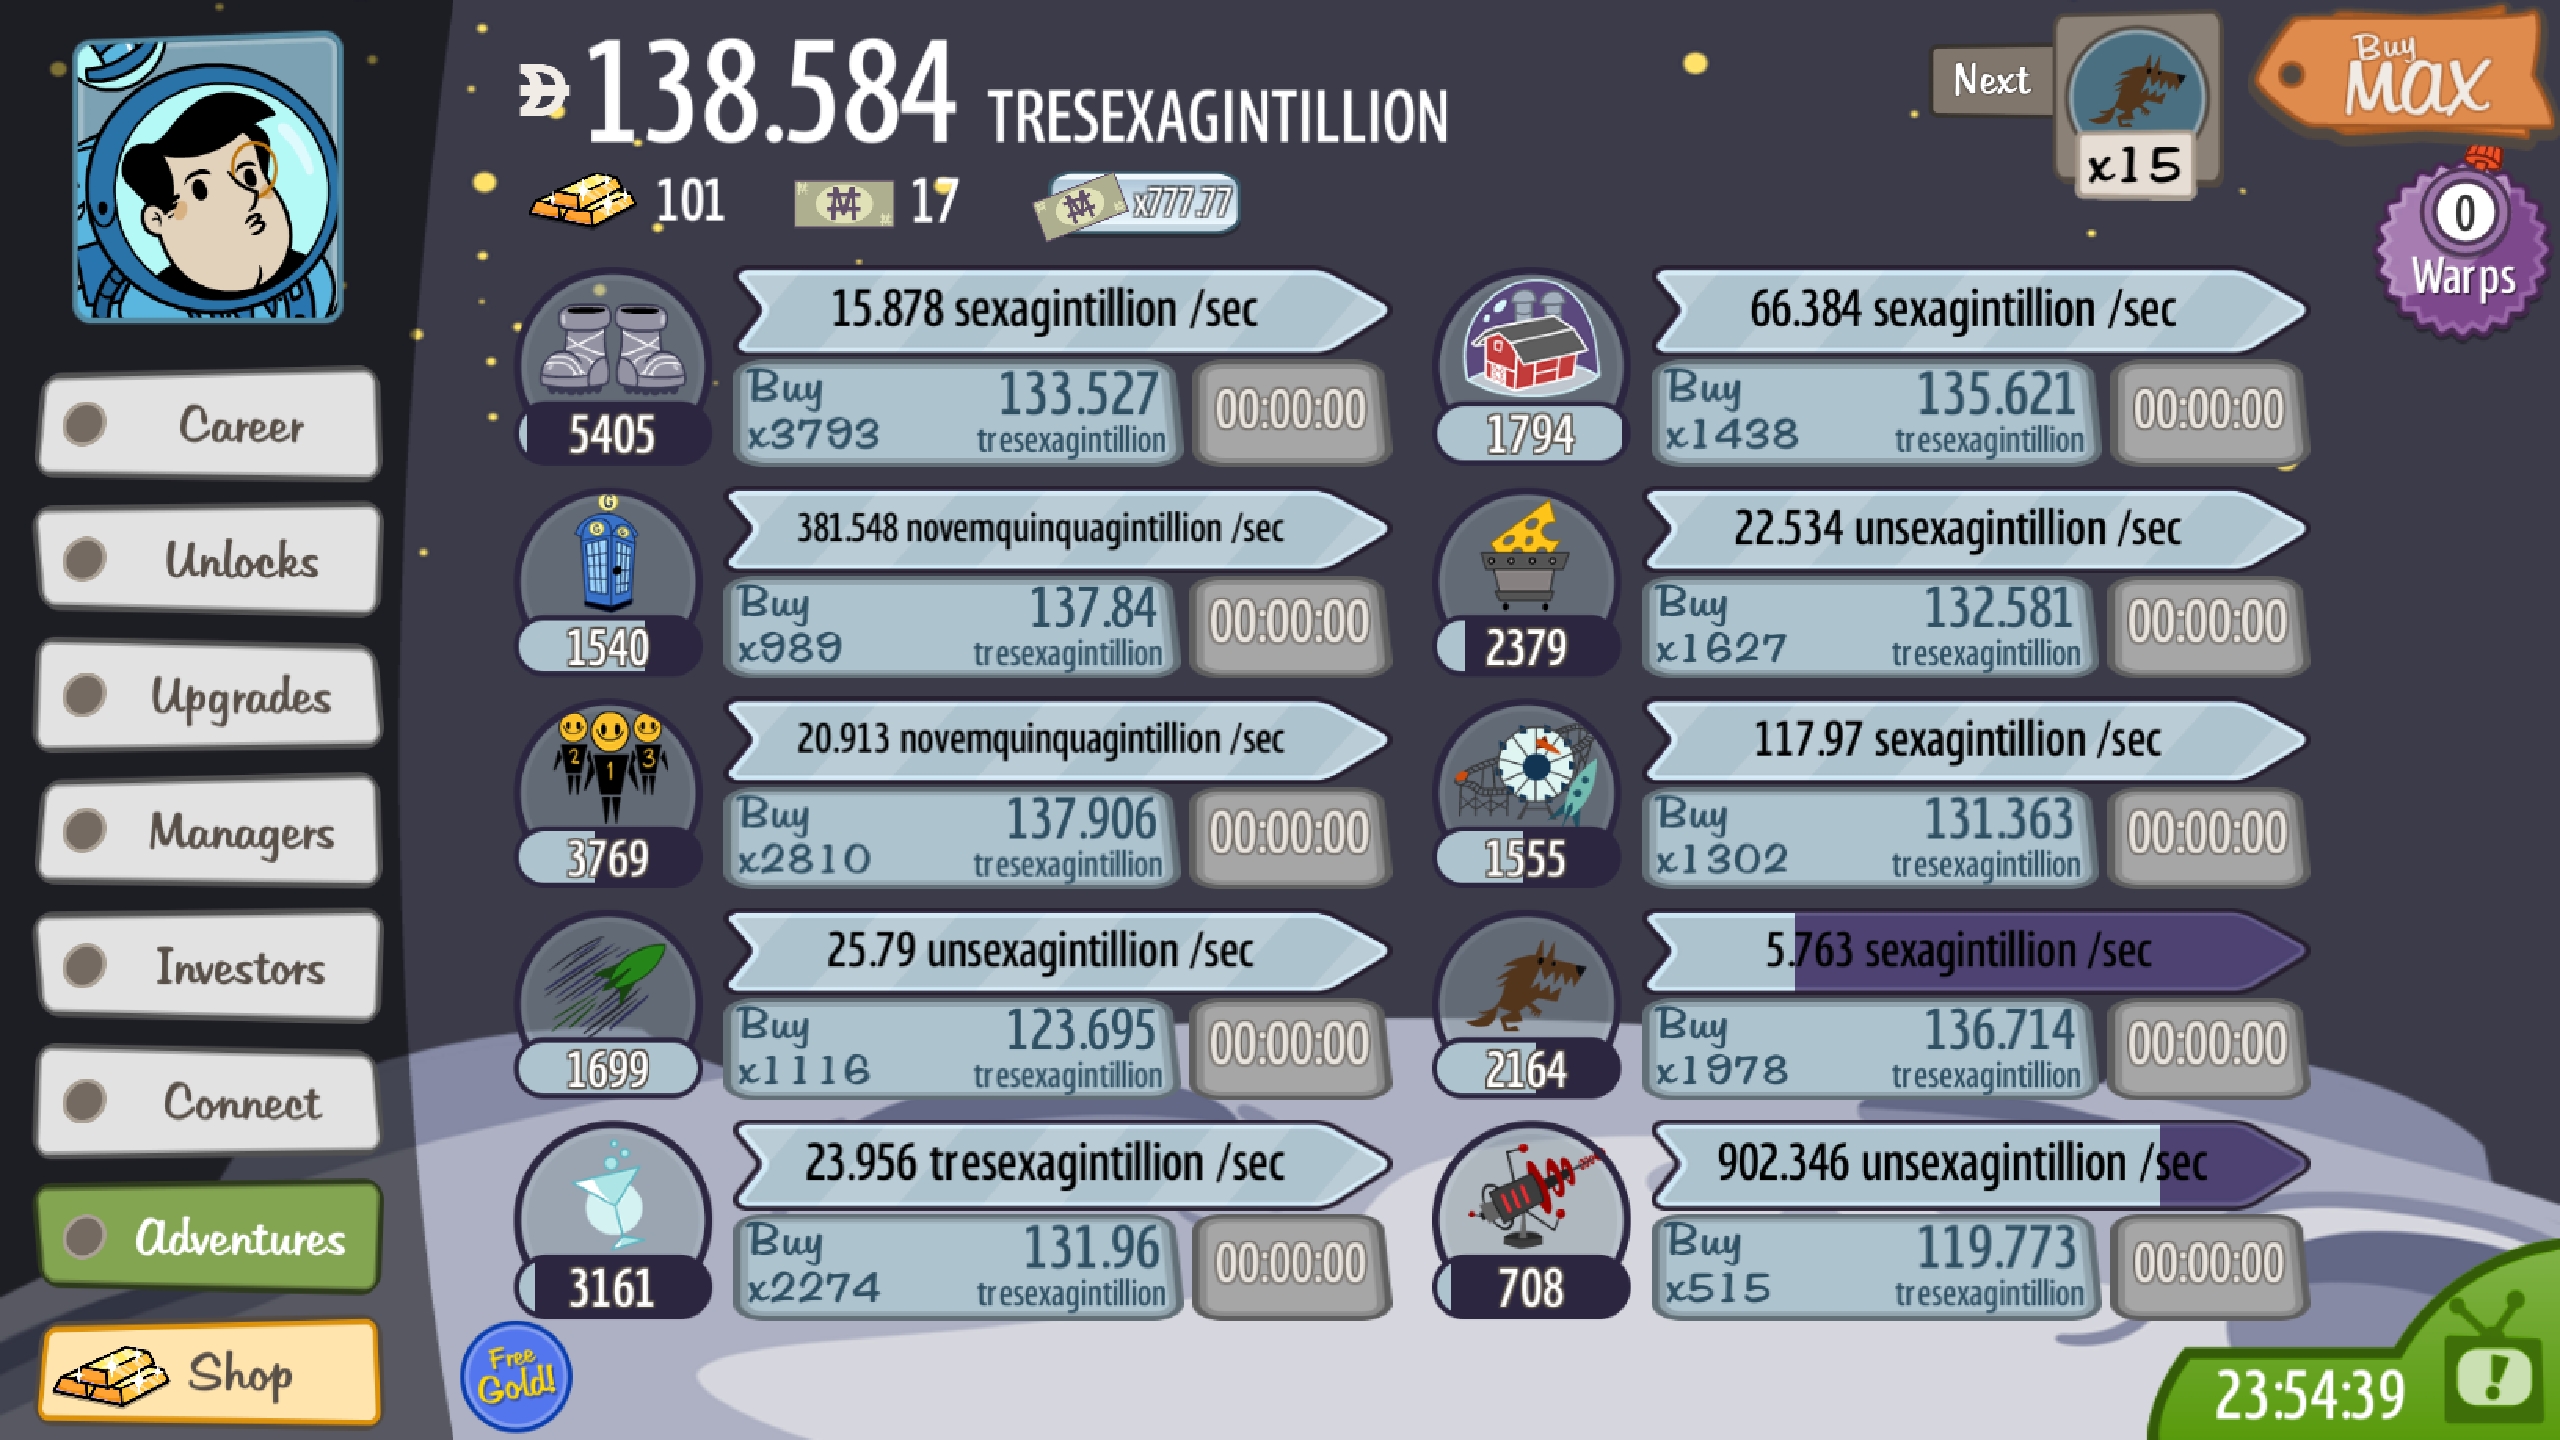 138.584 TRESEXAGINTILLION
101 17 x777.77
Next
x15
Buy
MAX
0
Warps
Career
Unlocks
Upgrades
Managers
Investors
Connect
Adventures
Shop
15.878 sexagintillion /sec
5405
Buy 133.527
x3793 tresexagintillion
00:00:00
66.384 sexagintillion /sec
1794
Buy 135.621
x1438 tresexagintillion
00:00:00
G
G G
381.548 novemquinquagintillion /sec
1540
Buy 137.84
x989 tresexagintillion
00:00:00
22.534 unsexagintillion /sec
2379
Buy 132.581
x1627 tresexagintillion
00:00:00
2 1 3
20.913 novemquinquagintillion /sec
3769
Buy 137.906
x2810 tresexagintillion
00:00:00
117.97 sexagintillion /sec
1555
Buy 131.363
x1302 tresexagintillion
00:00:00
25.79 unsexagintillion /sec
1699
Buy 123.695
x1116 tresexagintillion
00:00:00
5.763 sexagintillion /sec
2164
Buy 136.714
x1978 tresexagintillion
00:00:00
23.956 tresexagintillion /sec
3161
Buy 131.96
x2274 tresexagintillion
00:00:00
902.346 unsexagintillion /sec
708
Buy 119.773
x515 tresexagintillion
00:00:00
Free
Gold!
23:54:39
!